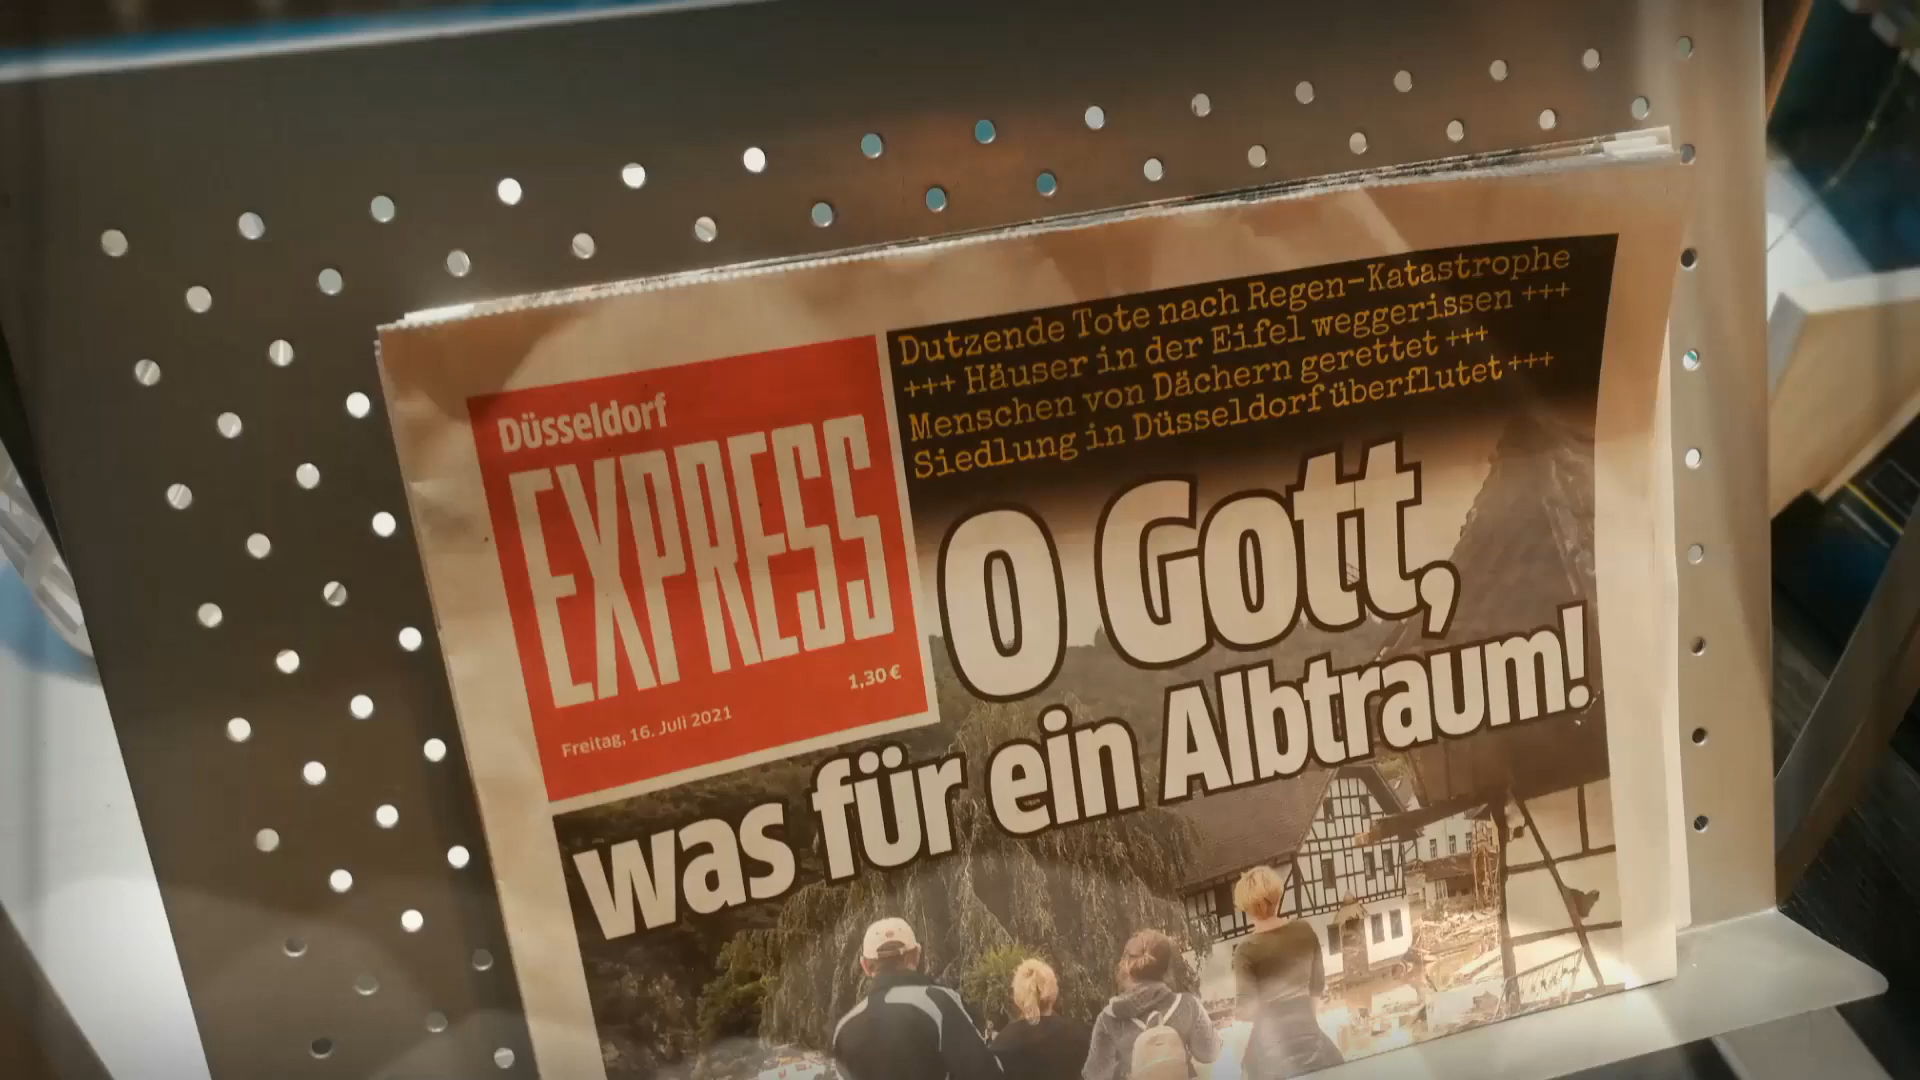 Düsseldorf
EXPRESS
1,30 €
Freitag, 16. Juli 2021
Dutzende Tote nach Regen-Katastrophe
+++ Häuser in der Eifel weggerissen +++
Menschen von Dächern gerettet +++
Siedlung in Düsseldorf überflutet +++
O Gott,
was für ein Albtraum!